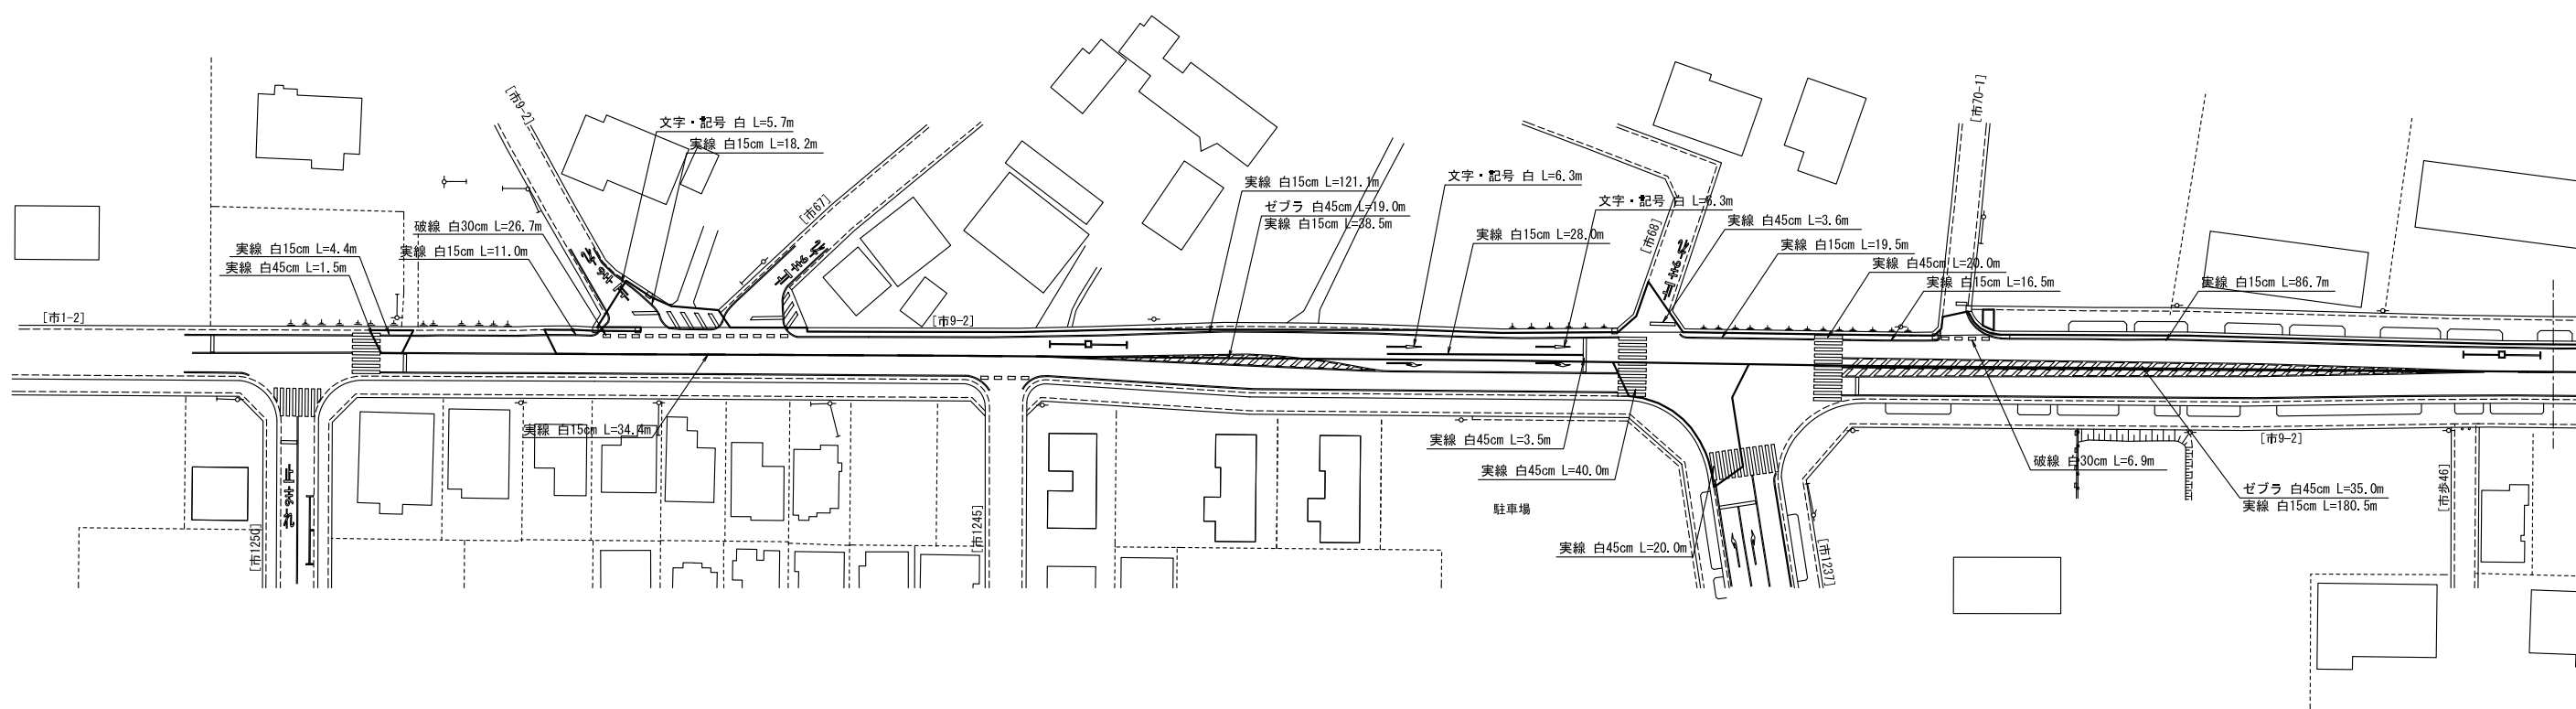 [市9-2]
文字・記号 白 L=5.7m
実線 白15cm L=18.2m
破線 白30cm L=26.7m
実線 白15cm L=4.4m
実線 白15cm L=11.0m
実線 白45cm L=1.5m
[市1-2]
[市67]
止まれ
止まれ
[市9-2]
実線 白15cm L=121.1m
ゼブラ 白45cm L=19.0m
実線 白15cm L=38.5m
文字・記号 白 L=6.3m
文字・記号 白 L=6.3m
実線 白15cm L=28.0m
[市68]
止まれ
実線 白45cm L=3.6m
実線 白15cm L=19.5m
実線 白45cm L=20.0m
実線 白15cm L=16.5m
[市70-1]
実線 白15cm L=86.7m
実線 白15cm L=34.4m
止まれ
[市1250]
[市1245]
実線 白45cm L=3.5m
実線 白45cm L=40.0m
駐車場
実線 白45cm L=20.0m
[市1237]
破線 白30cm L=6.9m
[市9-2]
ゼブラ 白45cm L=35.0m
実線 白15cm L=180.5m
[市歩46]